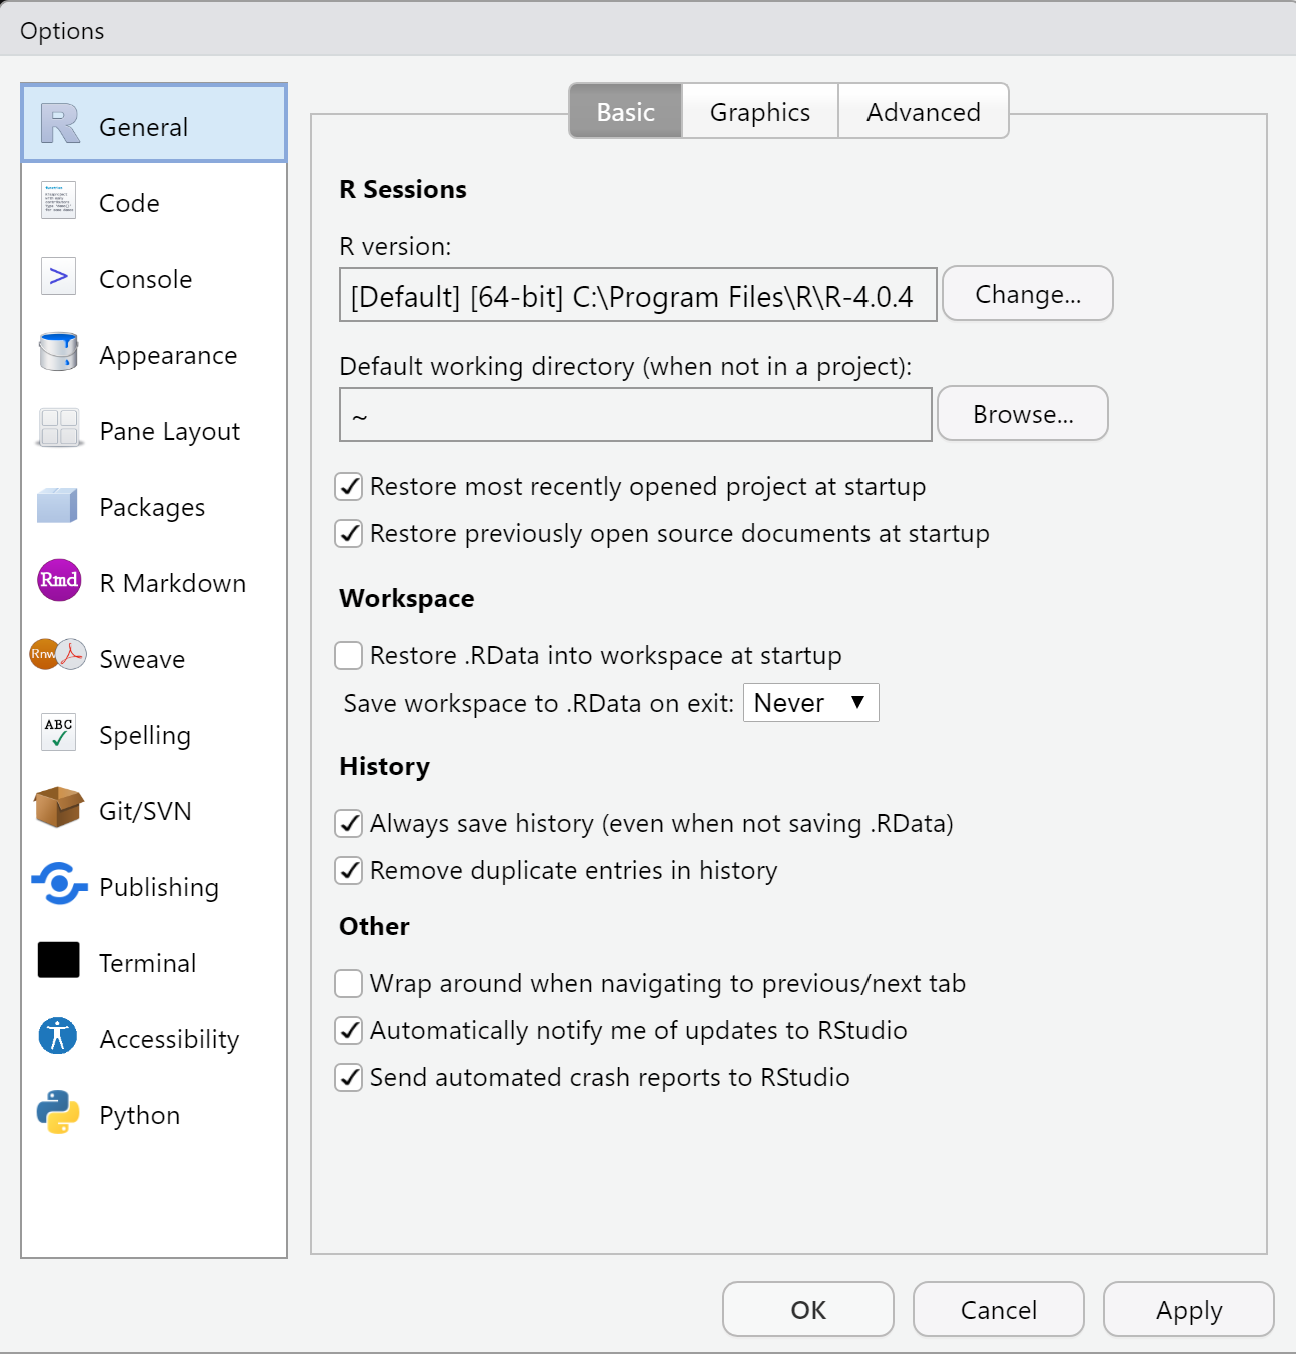 Options
General
Code
Console
Appearance
Pane Layout
Packages
Rmd
R Markdown
Rnw
Sweave
ABC
Spelling
Git/SVN
Publishing
Terminal
Accessibility
Python
Basic
Graphics
Advanced
R Sessions
R version:
[Default] [64-bit] C:\Program Files\R\R-4.0.4
Change...
Default working directory (when not in a project):
~
Browse...
Restore most recently opened project at startup
Restore previously open source documents at startup
Workspace
Restore .RData into workspace at startup
Save workspace to .RData on exit: Never
History
Always save history (even when not saving .RData)
Remove duplicate entries in history
Other
Wrap around when navigating to previous/next tab
Automatically notify me of updates to RStudio
Send automated crash reports to RStudio
OK
Cancel
Apply